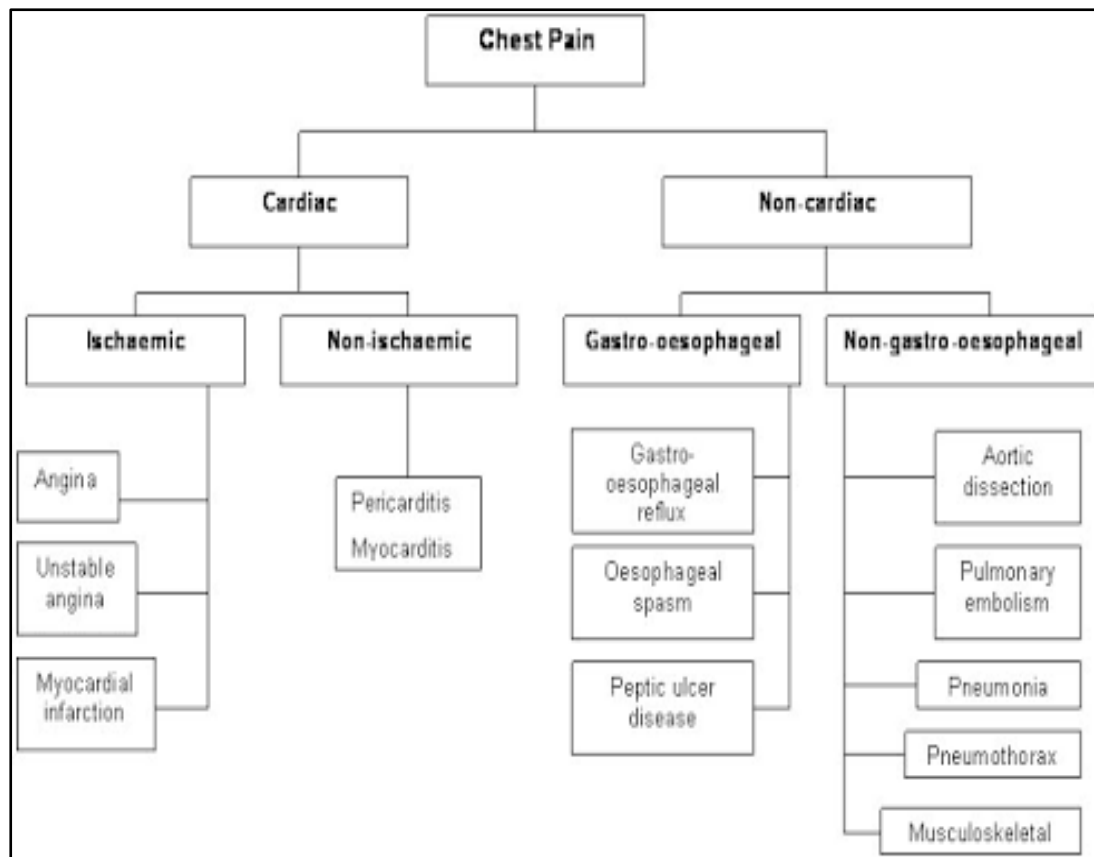 Chest Pain
Cardiac
Non-cardiac
Ischaemic
Non-ischaemic
Gastro-oesophageal
Non-gastro-oesophageal
Angina
Unstable
angina
Myocardial
infarction
Pericarditis
Myocarditis
Gastro-
oesophageal
reflux
Oesophageal
spasm
Peptic ulcer
disease
Aortic
dissection
Pulmonary
embolism
Pneumonia
Pneumothorax
Musculoskeletal